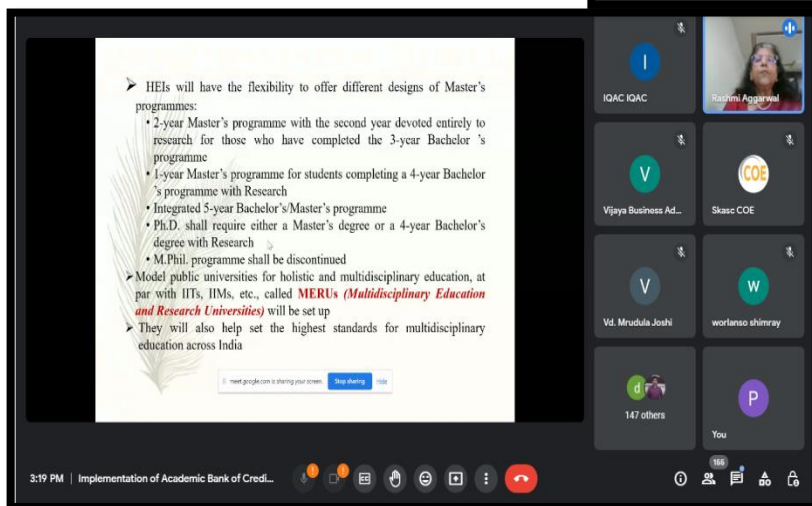 ➤ HEIs will have the flexibility to offer different designs of Master's
programmes:
• 2-year Master's programme with the second year devoted entirely to
research for those who have completed the 3-year Bachelor 's
programme
• 1-year Master's programme for students completing a 4-year Bachelor
's programme with Research
• Integrated 5-year Bachelor's/Master's programme
• Ph.D. shall require either a Master's degree or a 4-year Bachelor's
degree with Research
• M.Phil. programme shall be discontinued
➤ Model public universities for holistic and multidisciplinary education, at
par with IITs, IIMs, etc., called MERUs (Multidisciplinary Education
and Research Universities) will be set up
➤ They will also help set the highest standards for multidisciplinary
education across India
meet.google.com is sharing your screen. Stop sharing Hide
I
IQAC IQAC
Rashmi Aggarwal
V
Vijaya Business Ad...
COE
Skasc COE
V
Vd. Mrudula Joshi
W
worlanso shimray
d
147 others
P
You
3:19 PM | Implementation of Academic Bank of Credi...
CC
155